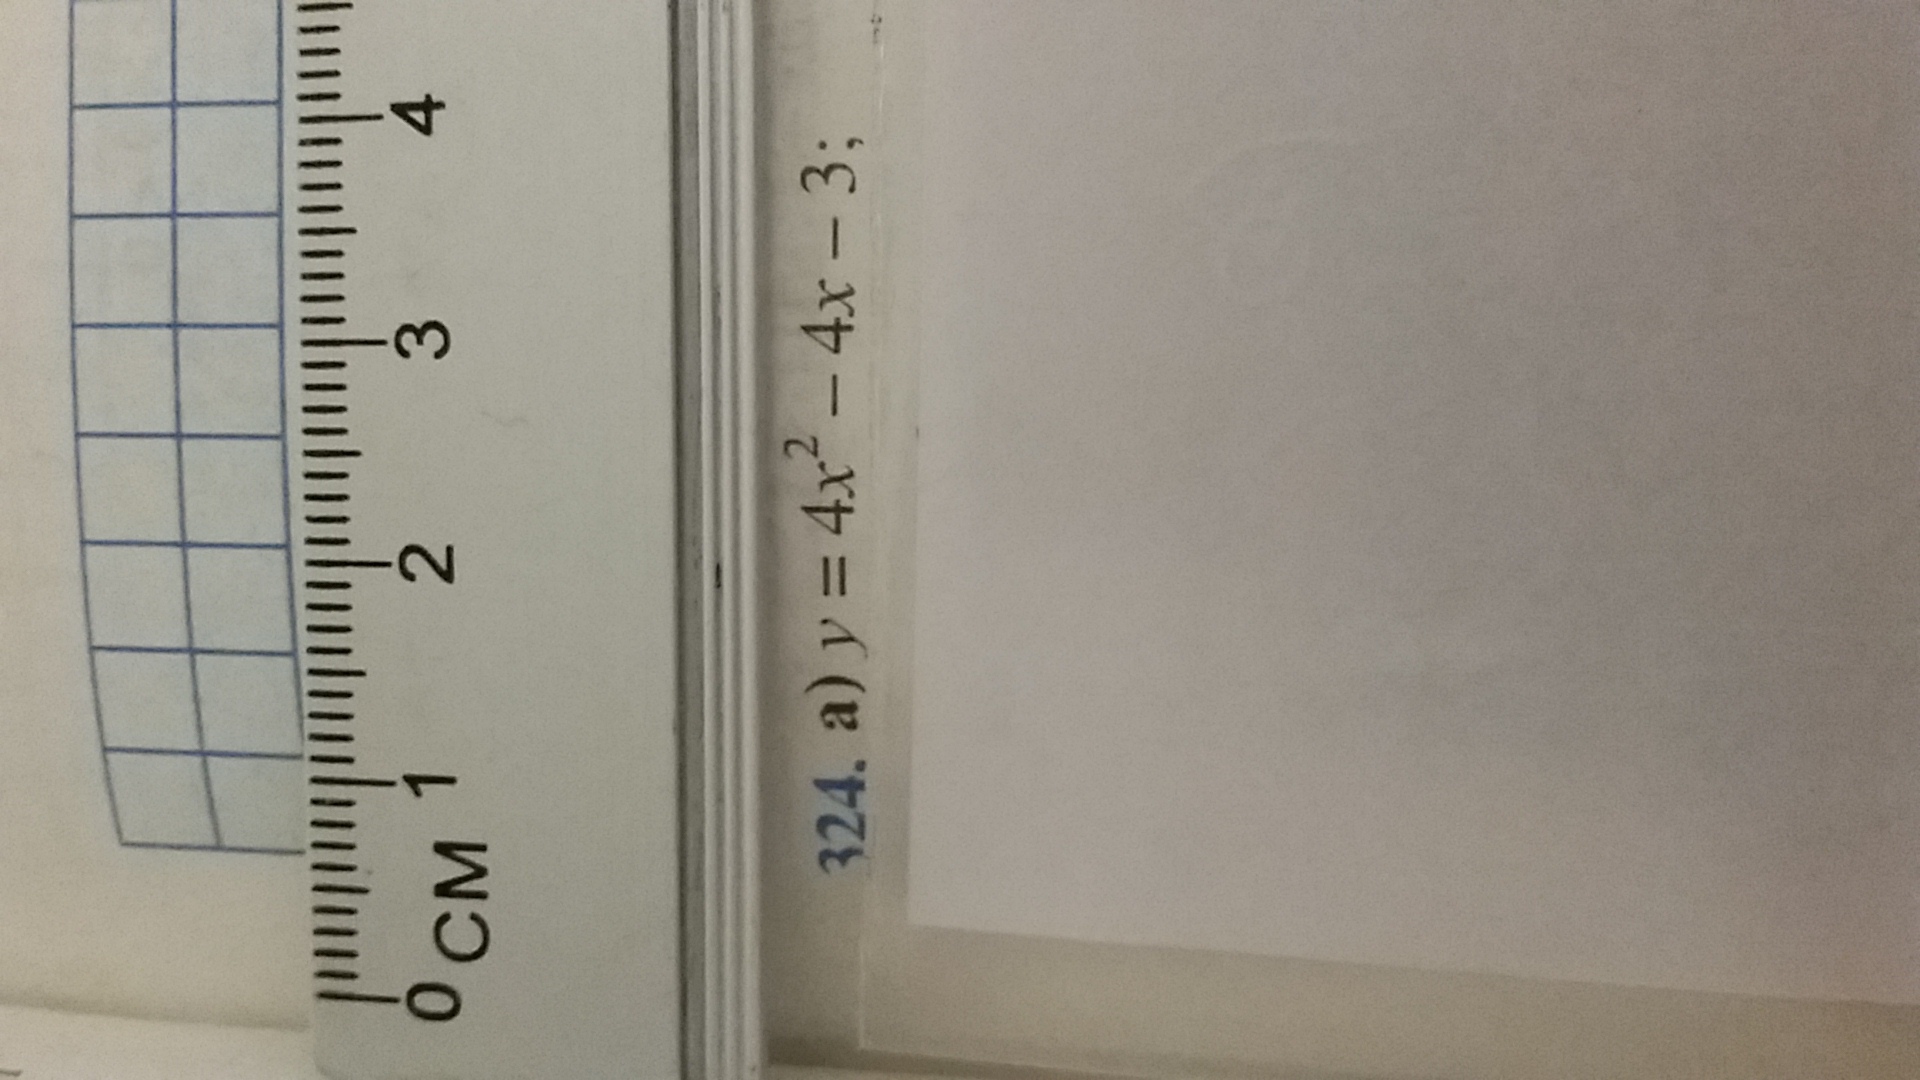 0 1 2 3 4
CM
324. а) y = 4x² – 4x – 3;